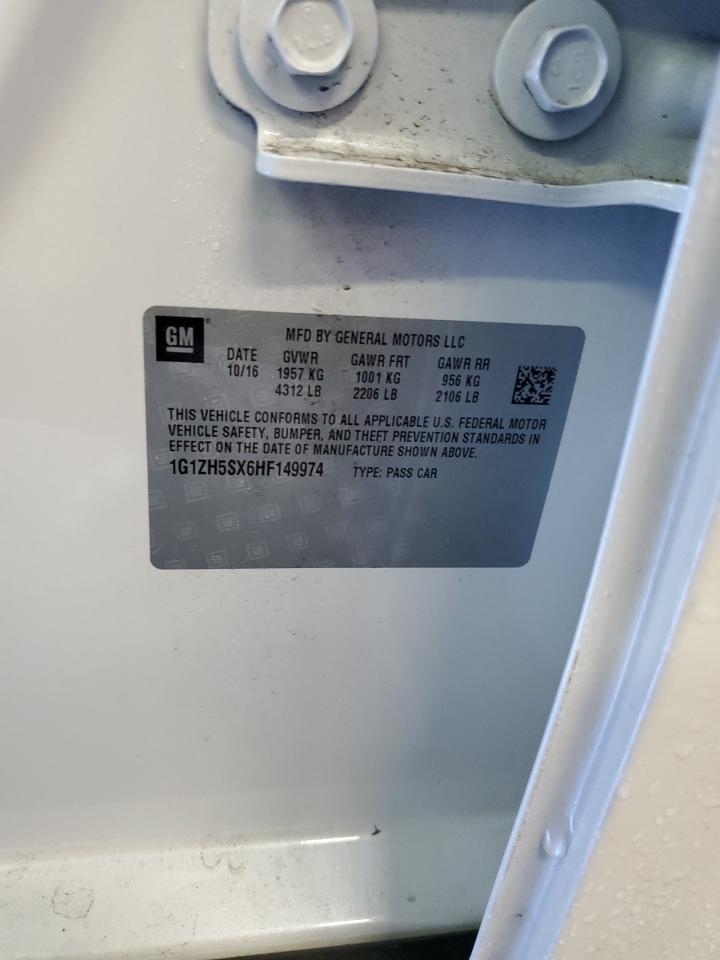 GM
MFD BY GENERAL MOTORS LLC
DATE GVWR GAWR FRT GAWR RR
10/16 1957 KG 1001 KG 956 KG
4312 LB 2206 LB 2106 LB
THIS VEHICLE CONFORMS TO ALL APPLICABLE U.S. FEDERAL MOTOR
VEHICLE SAFETY, BUMPER, AND THEFT PREVENTION STANDARDS IN
EFFECT ON THE DATE OF MANUFACTURE SHOWN ABOVE.
1G1ZH5SX6HF149974 TYPE: PASS CAR